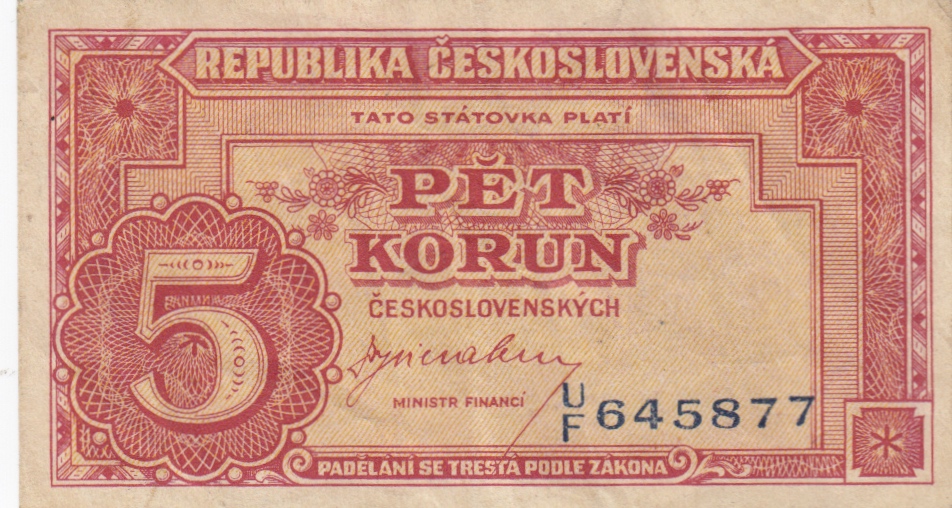 REPUBLIKA ČESKOSLOVENSKÁ
TATO STÁTOVKA PLATÍ
PĚT
KORUN
ČESKOSLOVENSKÝCH
5
MINISTR FINANCÍ
U/F 645877
PADĚLÁNÍ SE TRESTÁ PODLE ZÁKONA